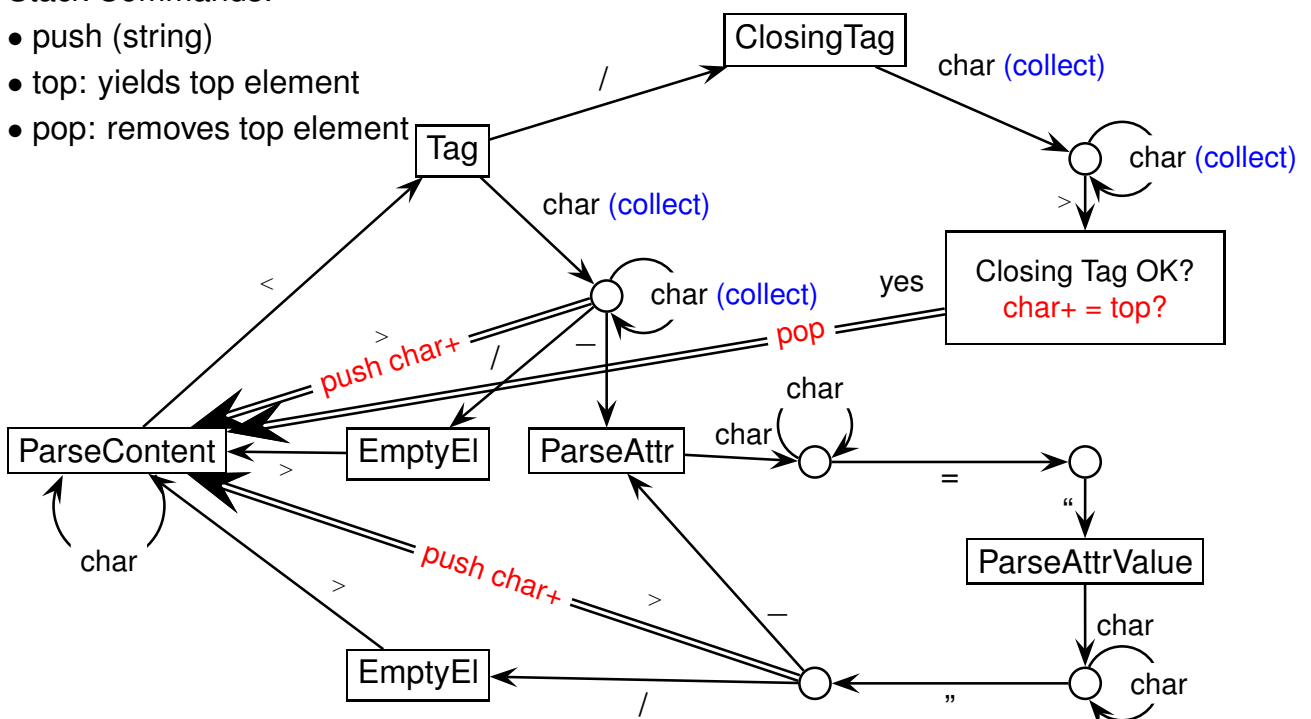 Stack Commands:
• push (string)
• top: yields top element
• pop: removes top element
ClosingTag
/
char (collect)
Tag
char (collect)
char (collect)
>
<
char (collect)
yes
Closing Tag OK?
char+ = top?
>
push char+
/
_
pop
char
ParseContent
>
EmptyEl
ParseAttr
char
=
“
char
push char+
ParseAttrValue
>
>
_
char
EmptyEl
/
”
char